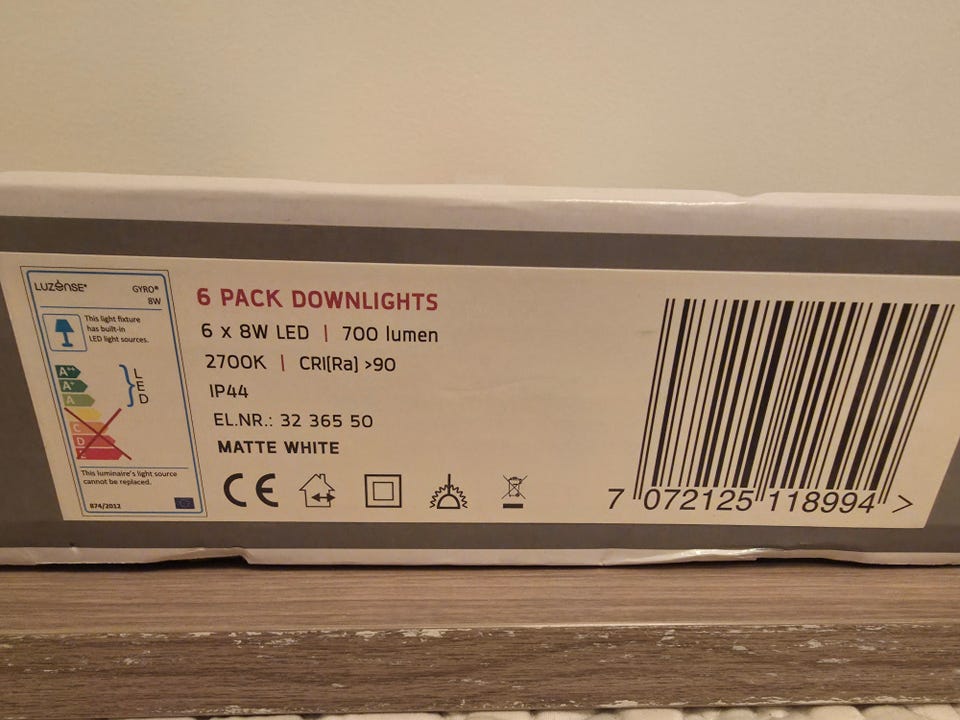 LUZENSE®
GYRO®
8W
This light fixture
has built-in
LED light sources.
A++
A+
A
L
E
D
C
D
This luminaire's light source
cannot be replaced.
874/2012
6 PACK DOWNLIGHTS
6 x 8W LED | 700 lumen
2700K | CRI[Ra] >90
IP44
EL.NR.: 32 365 50
MATTE WHITE
CE
7 072125 118994 >